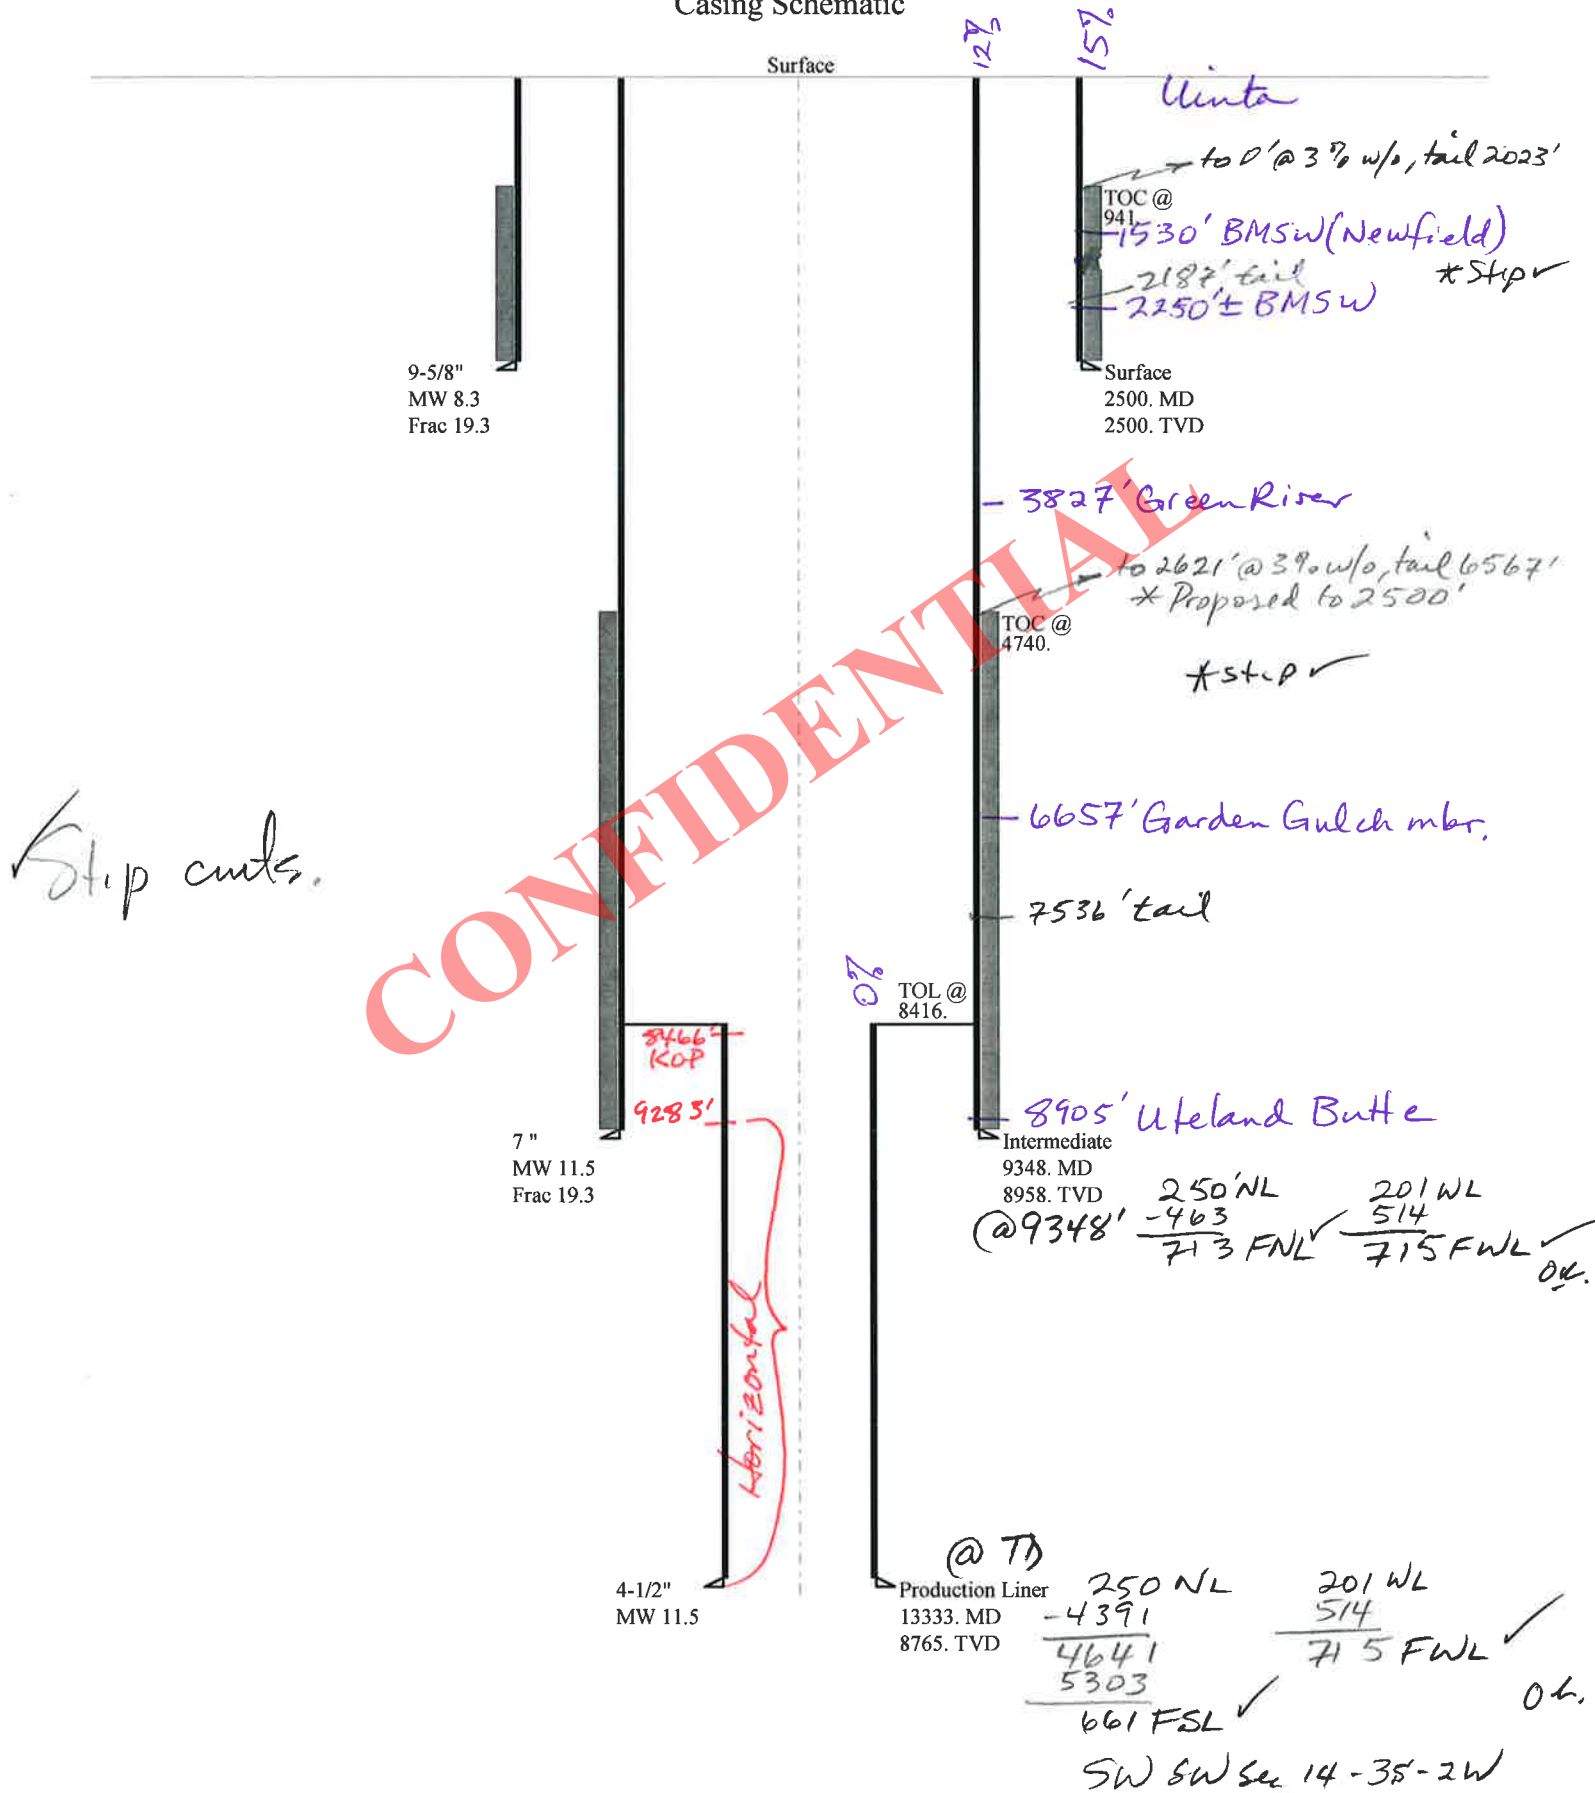 Casing Schematic
Surface
12%
15%
Uinta
to 0' @ 3% w/o, tail 2023'
TOC @
941.
1530' BMSW (Newfield)
*Stip ✓
2187' tail
2250'± BMSW
9-5/8"
MW 8.3
Frac 19.3
Surface
2500. MD
2500. TVD
3827' Green River
to 2621' @ 3% w/o, tail 6567'
* Proposed to 2500'
TOC @
4740.
*stip ✓
CONFIDENTIAL
6657' Garden Gulch mbr.
✓ Stip cmts.
7536' tail
0%
TOL @
8416.
8466'
KOP
9283'
8905' Uteland Butte
7 "
MW 11.5
Frac 19.3
Intermediate
9348. MD
8958. TVD
@9348'
250' NL
-463
713 FNL ✓
201 WL
514
715 FWL ✓
OK.
Horizontal
@ TD
4-1/2"
MW 11.5
Production Liner
13333. MD
8765. TVD
250 NL
-4391
4641
5303
661 FSL ✓
201 WL
514
715 FWL ✓
Ok.
SW SW Sec 14-3S-2W